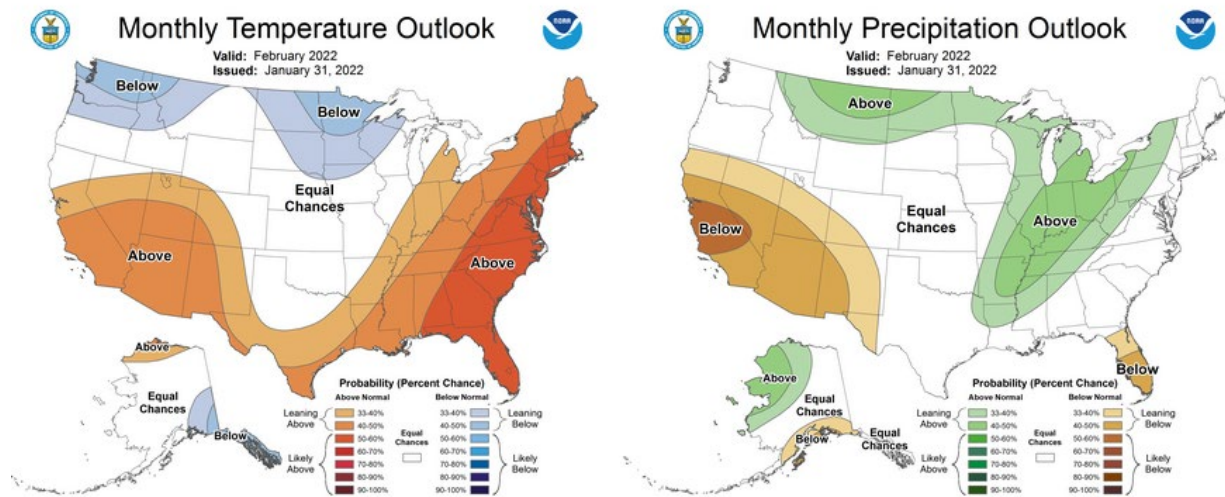 Monthly Temperature Outlook
Valid: February 2022
Issued: January 31, 2022
NOAA
Below
Below
Equal
Chances
Above
Above
Above
Equal
Chances
Below
Probability (Percent Chance)
Above Normal
Below Normal
Leaning
Above
33-40%
40-50%
50-60%
Likely
Above
60-70%
70-80%
80-90%
90-100%
Equal
Chances
33-40%
40-50%
50-60%
60-70%
70-80%
80-90%
90-100%
Leaning
Below
Likely
Below
Monthly Precipitation Outlook
Valid: February 2022
Issued: January 31, 2022
NOAA
Above
Equal
Chances
Above
Below
Below
Above
Equal
Chances
Below
Equal
Chances
Probability (Percent Chance)
Above Normal
Below Normal
Leaning
Above
33-40%
40-50%
50-60%
Likely
Above
60-70%
70-80%
80-90%
90-100%
Equal
Chances
33-40%
40-50%
50-60%
60-70%
70-80%
80-90%
90-100%
Leaning
Below
Likely
Below